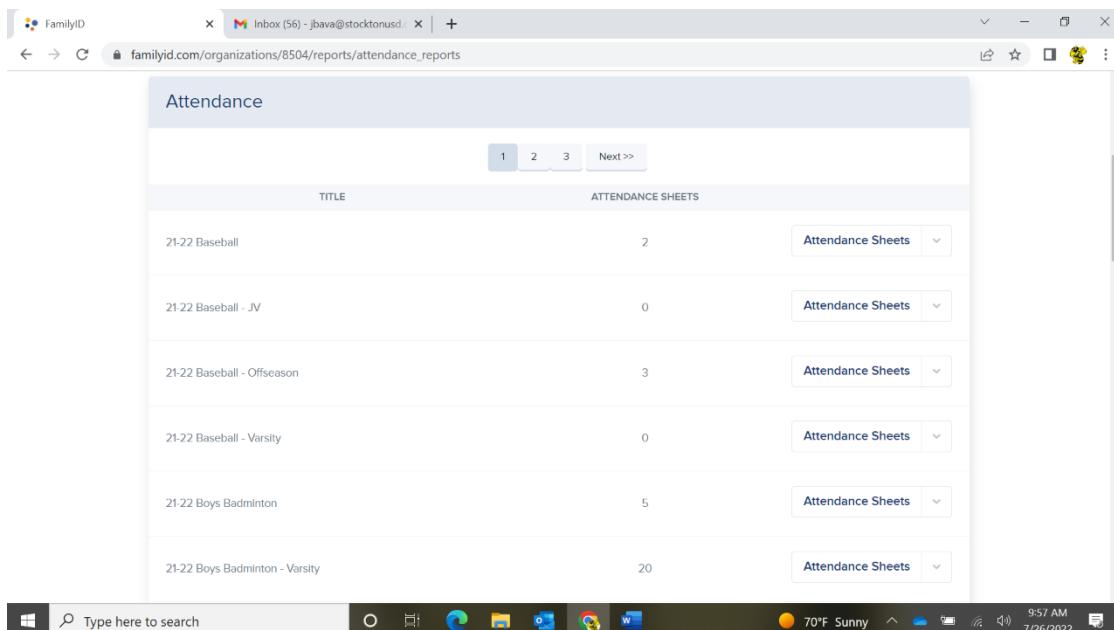 FamilyID
Inbox (56) - jbava@stocktonusd.
familyid.com/organizations/8504/reports/attendance_reports
Attendance
1 2 3 Next >>
TITLE ATTENDANCE SHEETS
21-22 Baseball 2 Attendance Sheets
21-22 Baseball - JV 0 Attendance Sheets
21-22 Baseball - Offseason 3 Attendance Sheets
21-22 Baseball - Varsity 0 Attendance Sheets
21-22 Boys Badminton 5 Attendance Sheets
21-22 Boys Badminton - Varsity 20 Attendance Sheets
Type here to search
70°F Sunny
9:57 AM
7/26/2022